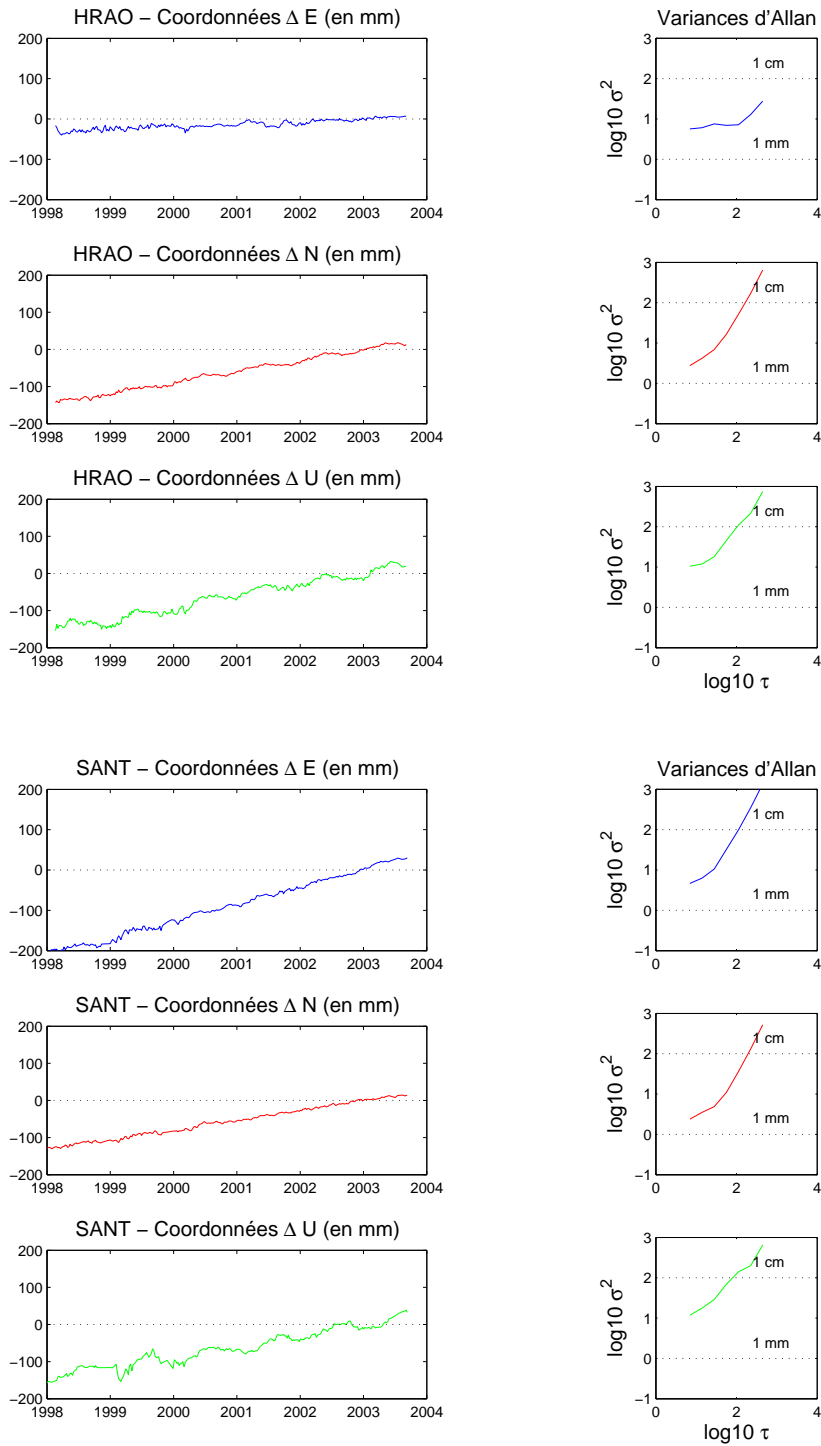 HRAO − Coordonnées Δ E (en mm)
Variances d'Allan
200
100
0
−100
−200
1998 1999 2000 2001 2002 2003 2004
log10 σ²
3
2
1
0
−1
1 cm
1 mm
0 2 4
HRAO − Coordonnées Δ N (en mm)
200
100
0
−100
−200
1998 1999 2000 2001 2002 2003 2004
log10 σ²
3
2
1
0
−1
1 cm
1 mm
0 2 4
HRAO − Coordonnées Δ U (en mm)
200
100
0
−100
−200
1998 1999 2000 2001 2002 2003 2004
log10 σ²
3
2
1
0
−1
1 cm
1 mm
0 2 4
log10 τ
SANT − Coordonnées Δ E (en mm)
Variances d'Allan
200
100
0
−100
−200
1998 1999 2000 2001 2002 2003 2004
log10 σ²
3
2
1
0
−1
1 cm
1 mm
0 2 4
SANT − Coordonnées Δ N (en mm)
200
100
0
−100
−200
1998 1999 2000 2001 2002 2003 2004
log10 σ²
3
2
1
0
−1
1 cm
1 mm
0 2 4
SANT − Coordonnées Δ U (en mm)
200
100
0
−100
−200
1998 1999 2000 2001 2002 2003 2004
log10 σ²
3
2
1
0
−1
1 cm
1 mm
0 2 4
log10 τ